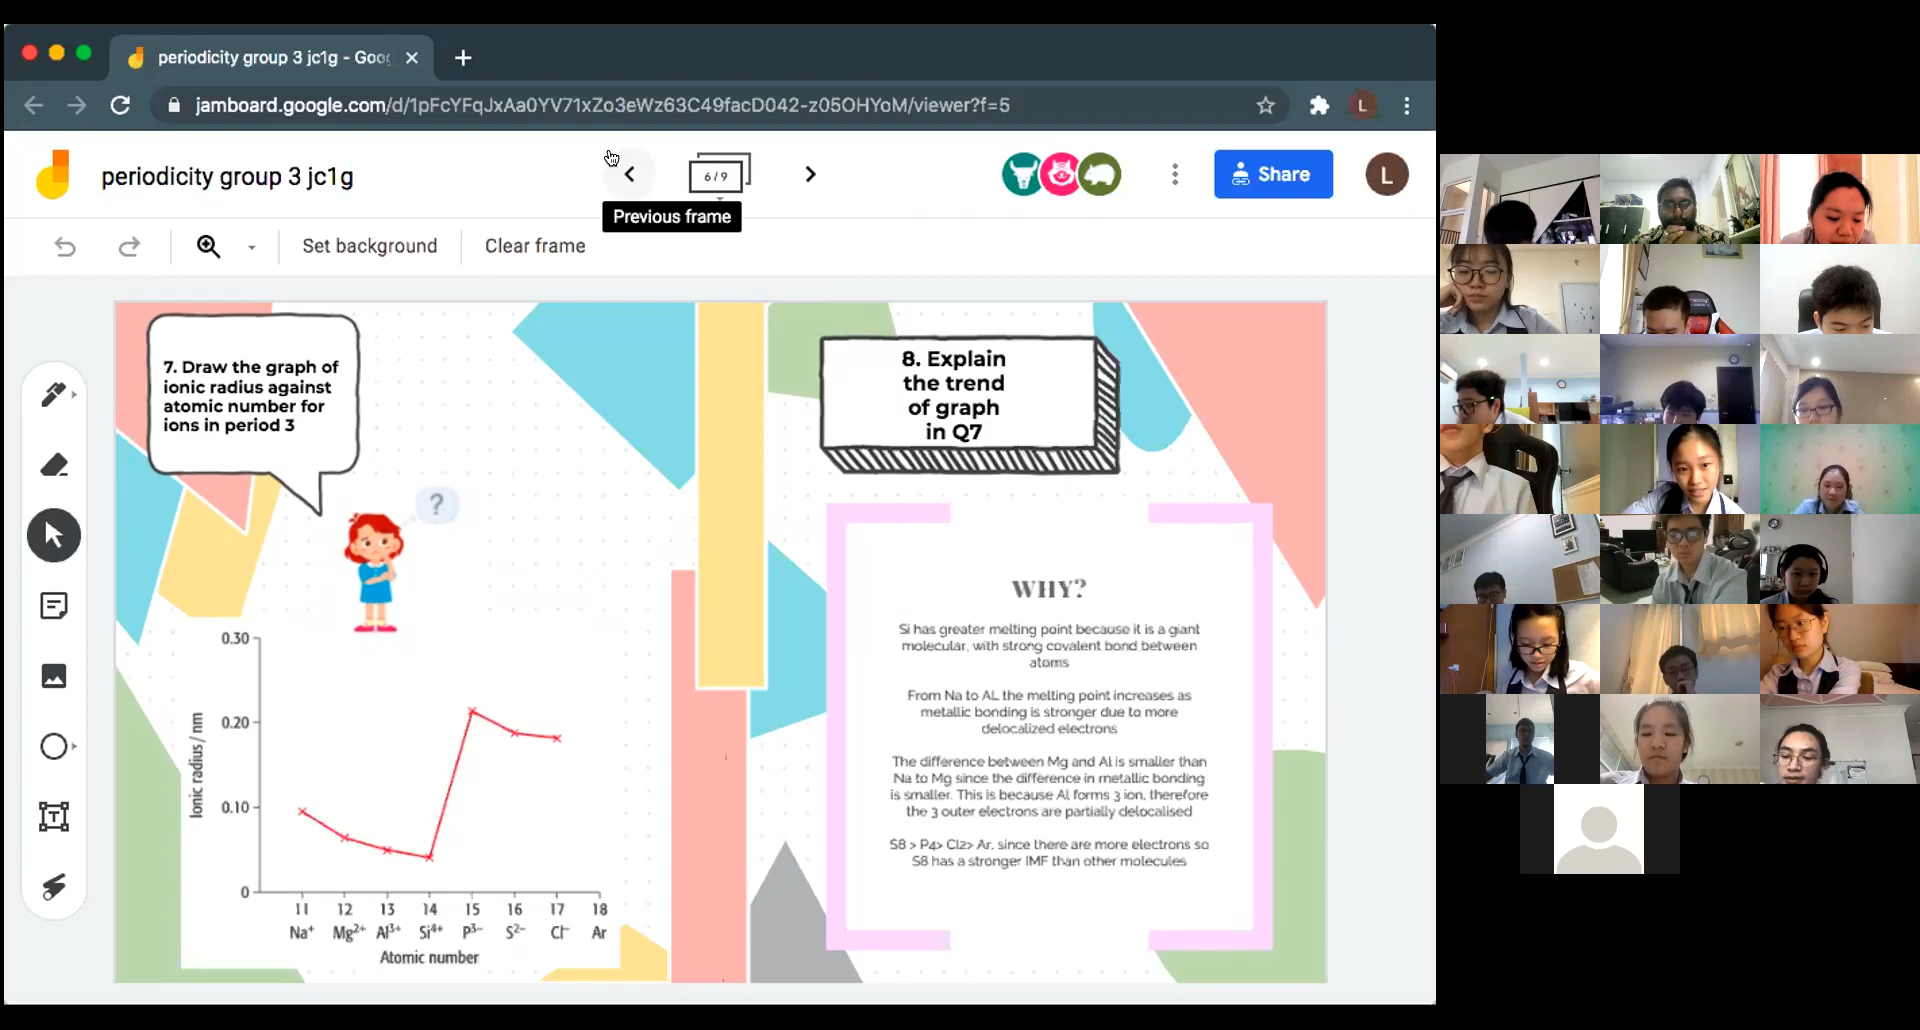 periodicity group 3 jc1g - Goog
jamboard.google.com/d/1pFcYFqJxAa0YV71xZo3eWz63C49facD042-z05OHYoM/viewer?f=5
L
periodicity group 3 jc1g
6/9
Share
L
Previous frame
Set background
Clear frame
7. Draw the graph of
ionic radius against
atomic number for
ions in period 3
?
0.30
0.20
0.10
0
Ionic radius/nm
11 12 13 14 15 16 17 18
Na⁺ Mg²⁺ Al³⁺ Si⁴⁺ P³⁻ S²⁻ Cl⁻ Ar
Atomic number
8. Explain
the trend
of graph
in Q7
WHY?
Si has greater melting point because it is a giant
molecular, with strong covalent bond between
atoms
From Na to AL the melting point increases as
metallic bonding is stronger due to more
delocalized electrons
The difference between Mg and Al is smaller than
Na to Mg since the difference in metallic bonding
is smaller. This is because Al forms 3 ion, therefore
the 3 outer electrons are partially delocalised
S8 > P4> Cl2> Ar, since there are more electrons so
S8 has a stronger IMF than other molecules
T